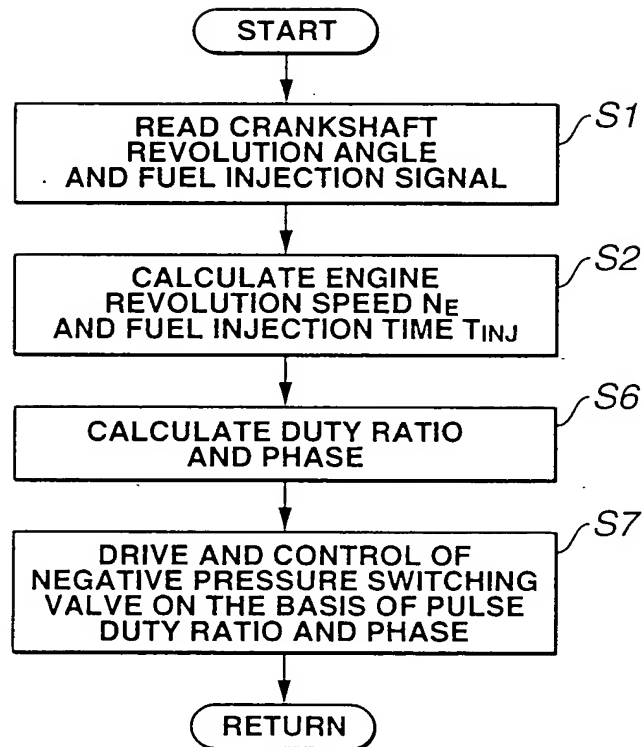 START
READ CRANKSHAFT
REVOLUTION ANGLE
AND FUEL INJECTION SIGNAL
S1
CALCULATE ENGINE
REVOLUTION SPEED NE
AND FUEL INJECTION TIME TINJ
S2
CALCULATE DUTY RATIO
AND PHASE
S6
DRIVE AND CONTROL OF
NEGATIVE PRESSURE SWITCHING
VALVE ON THE BASIS OF PULSE
DUTY RATIO AND PHASE
S7
RETURN